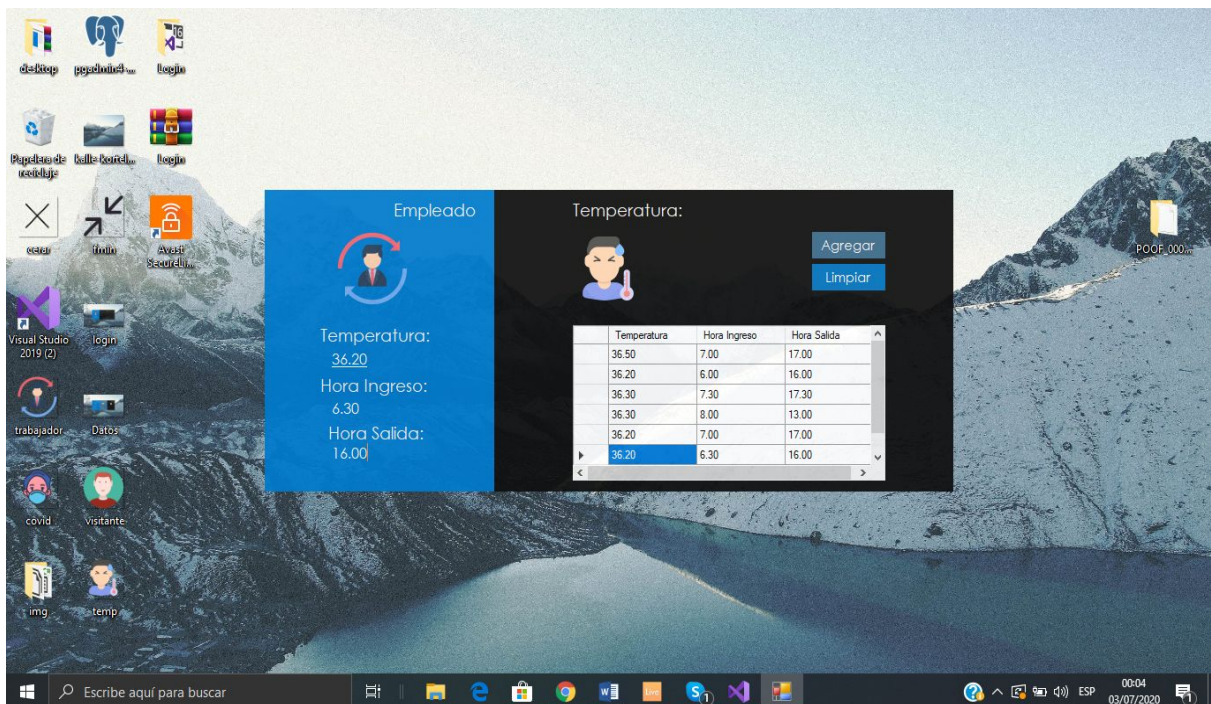 desktop
pgadmin4-...
Login
Papelera de reciclaje
kalle-kortel...
Login
cerar
Imin
Avast SecureLi...
Visual Studio 2019 (2)
login
trabajador
Datos
covid
visitante
img
temp
POOF_000...
Empleado
Temperatura:
36.20
Hora Ingreso:
6.30
Hora Salida:
16.00
Temperatura:
Agregar
Limpiar
Temperatura Hora Ingreso Hora Salida
36.50 7.00 17.00
36.20 6.00 16.00
36.30 7.30 17.30
36.30 8.00 13.00
36.20 7.00 17.00
36.20 6.30 16.00
Escribe aquí para buscar
Live
ESP
00:04
03/07/2020